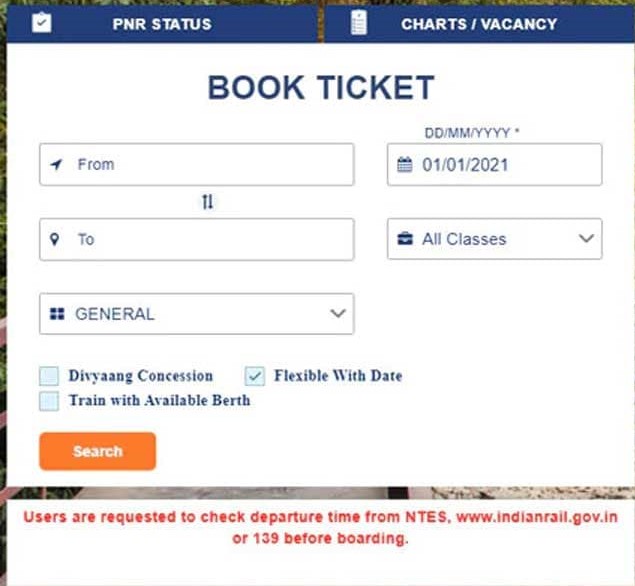 PNR STATUS
CHARTS / VACANCY
BOOK TICKET
DD/MM/YYYY *
From
01/01/2021
To
All Classes
GENERAL
Divyaang Concession
Flexible With Date
Train with Available Berth
Search
Users are requested to check departure time from NTES, www.indianrail.gov.in
or 139 before boarding.